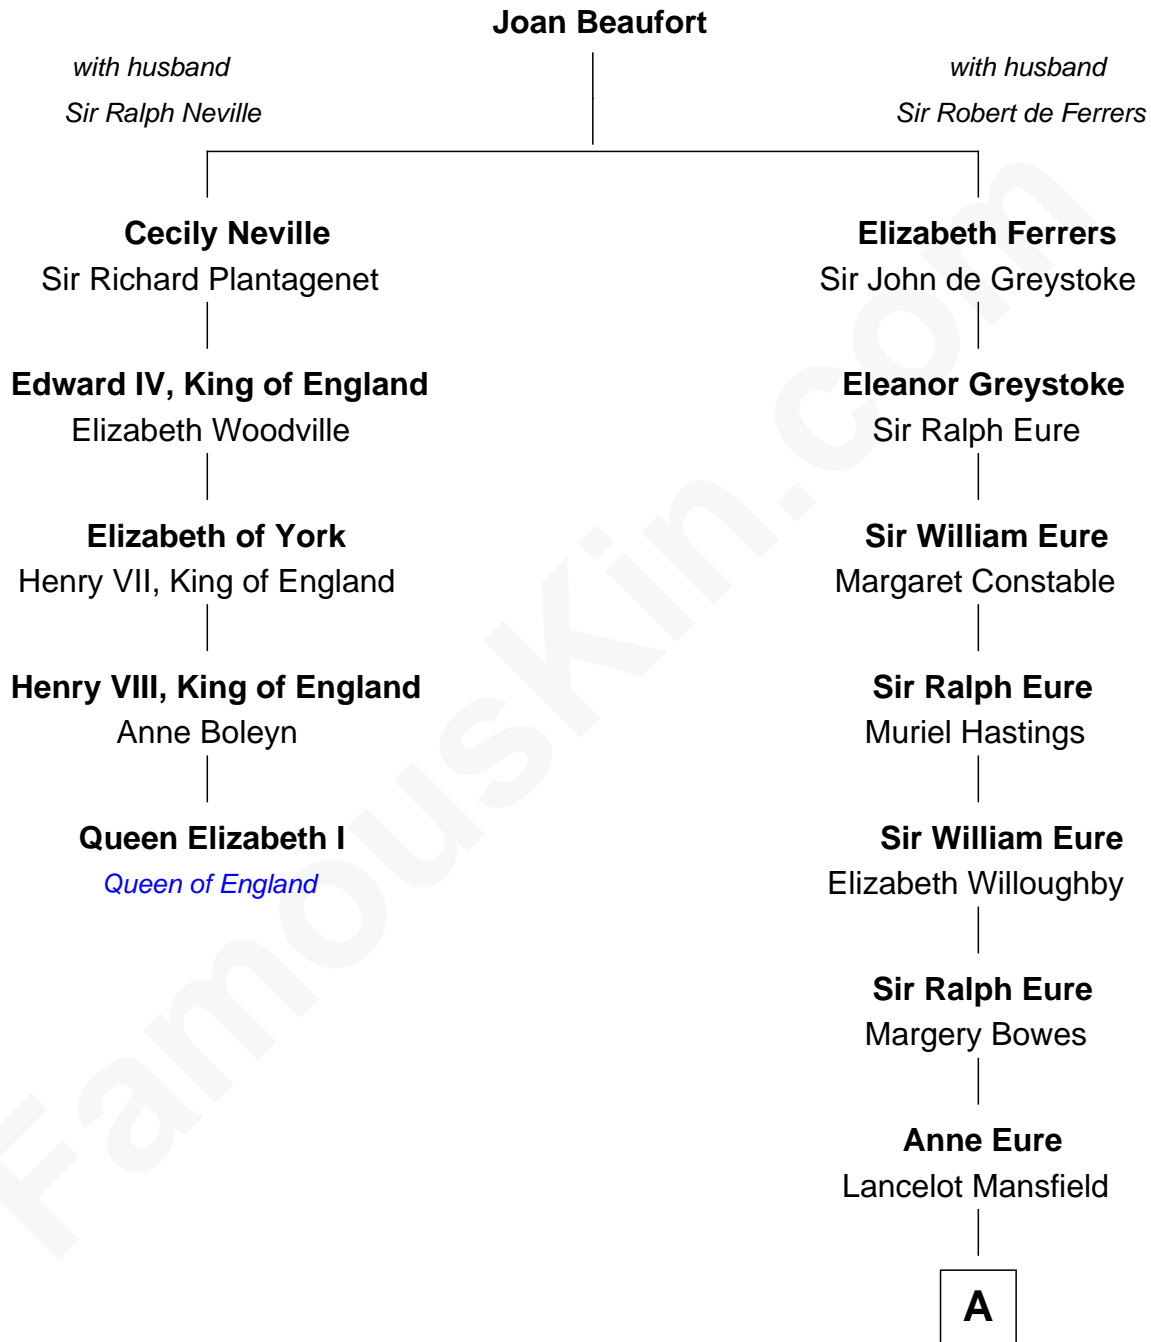 Joan Beaufort
with husband
Sir Ralph Neville
with husband
Sir Robert de Ferrers
Cecily Neville
Sir Richard Plantagenet
Edward IV, King of England
Elizabeth Woodville
Elizabeth of York
Henry VII, King of England
Henry VIII, King of England
Anne Boleyn
Queen Elizabeth I
Queen of England
Elizabeth Ferrers
Sir John de Greystoke
Eleanor Greystoke
Sir Ralph Eure
Sir William Eure
Margaret Constable
Sir Ralph Eure
Muriel Hastings
Sir William Eure
Elizabeth Willoughby
Sir Ralph Eure
Margery Bowes
Anne Eure
Lancelot Mansfield
A
FamousKin.com